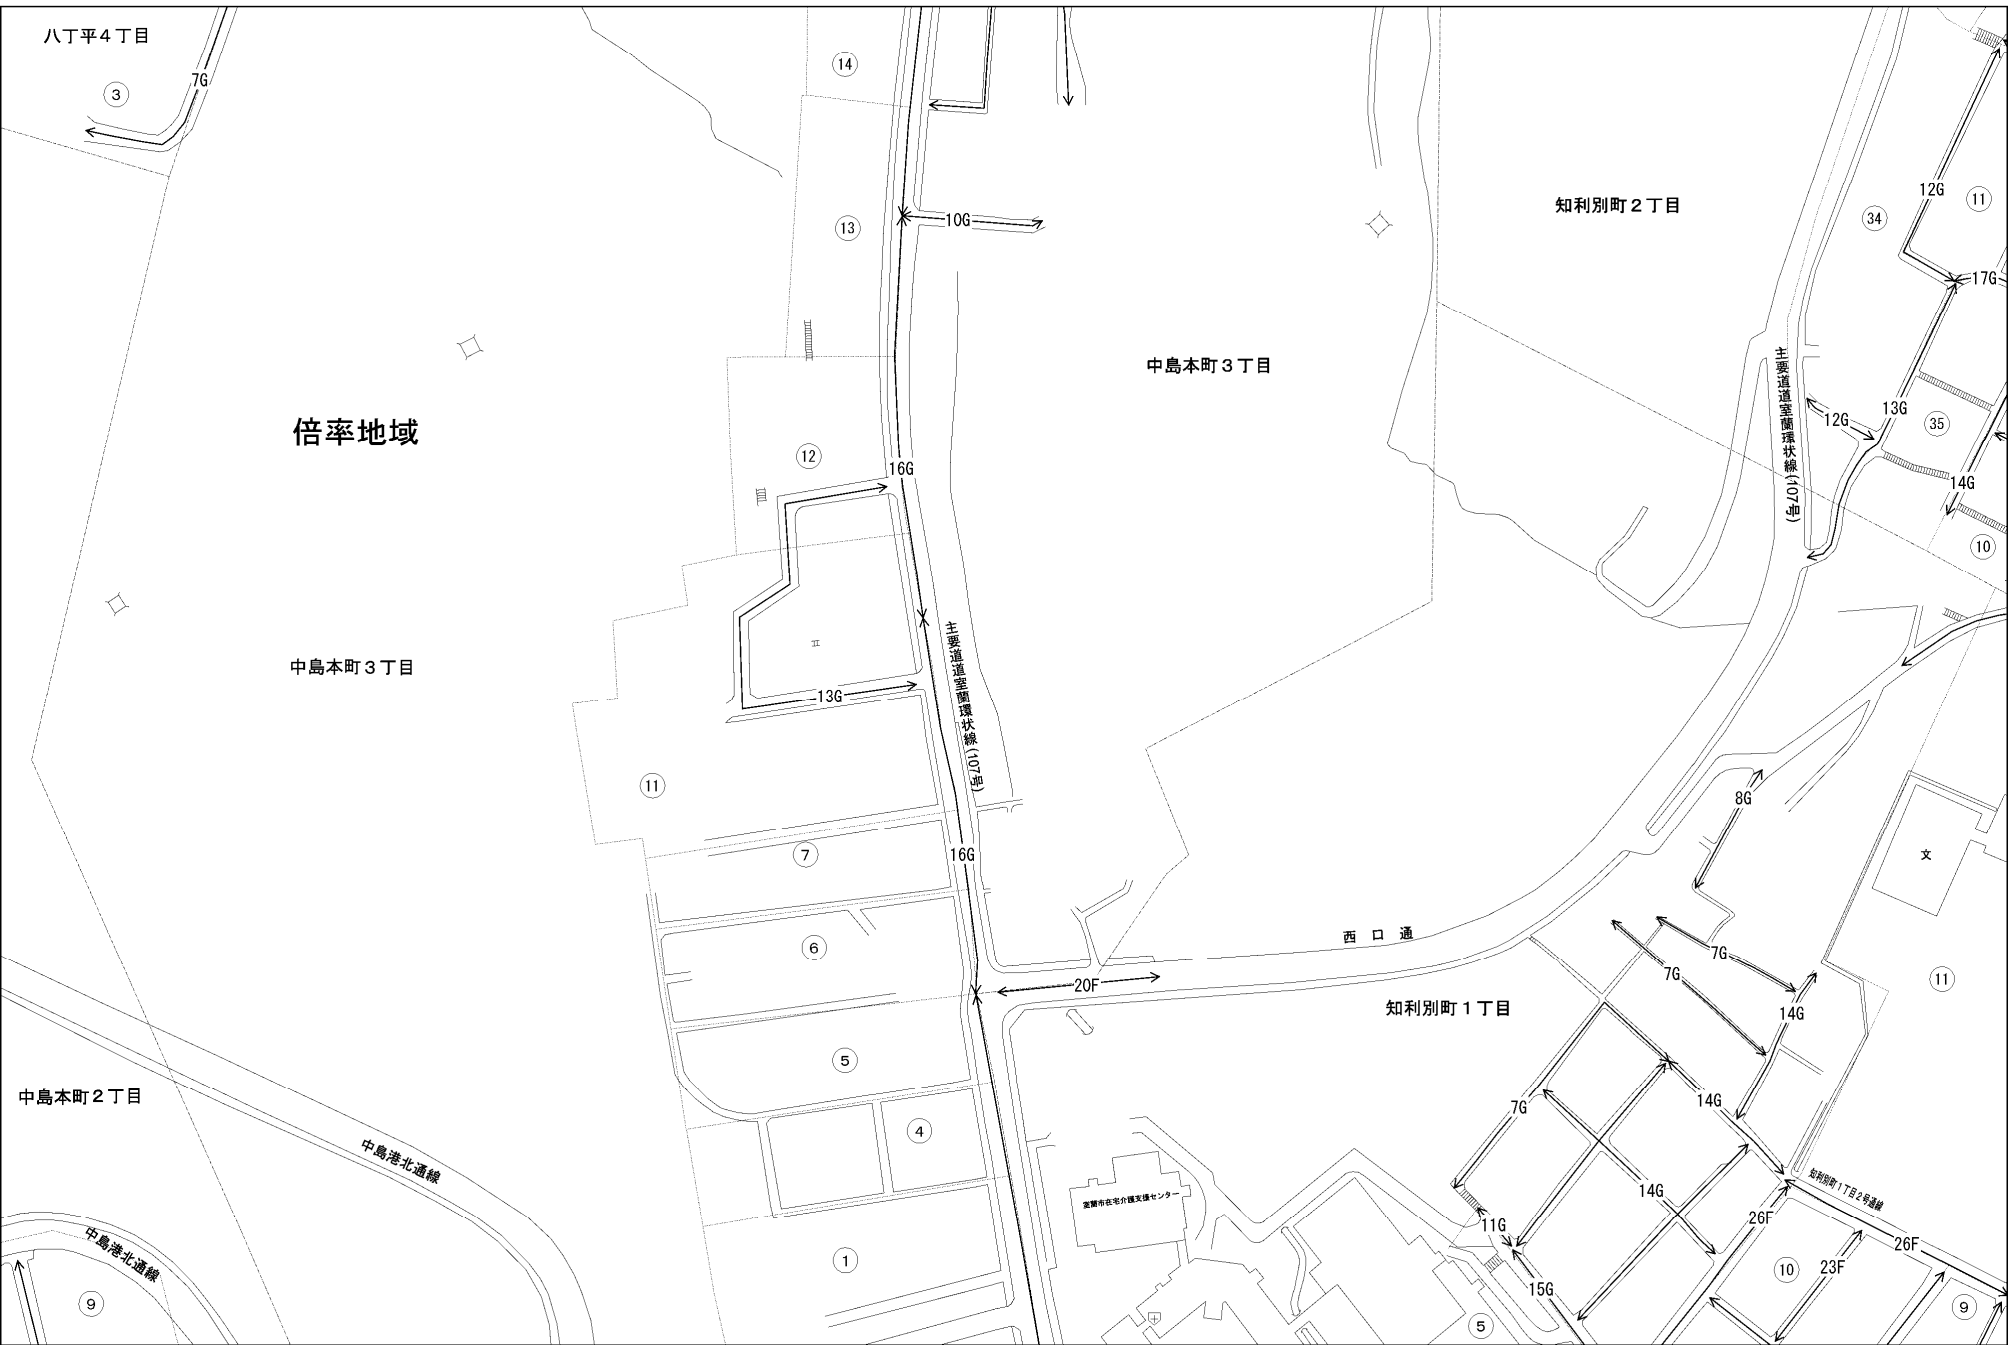 八丁平4丁目
③
7G
⑭
⑬
10G
知利別町2丁目
㉞
12G
⑪
17G
中島本町3丁目
倍率地域
主要道道室蘭環状線(107号)
12G
13G
㉟
14G
⑩
⑫
16G
中島本町3丁目
13G
主要道道室蘭環状線(107号)
⑪
8G
文
⑦
16G
⑥
西口通
20F
7G
7G
14G
⑪
知利別町1丁目
⑤
中島本町2丁目
中島港北通線
④
7G
14G
14G
室蘭市在宅介護支援センター
知利別町1丁目2号通線
11G
26F
26F
中島港北通線
①
⑨
15G
⑩
23F
⑨
⑤